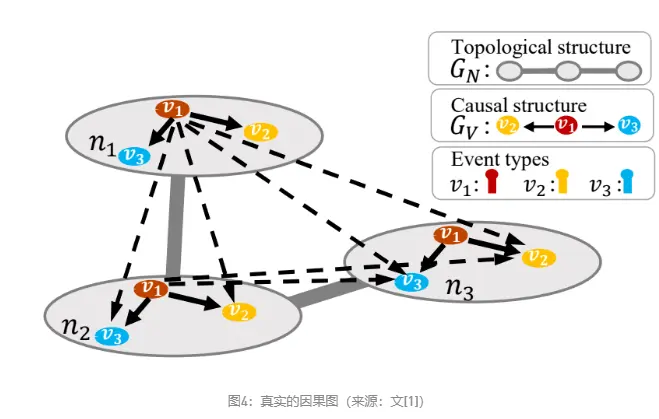 Topological structure
G_N:
Causal structure
G_V: v_2 v_1 v_3
Event types
v_1: v_2: v_3:
v_1
v_2
v_3
n_1
v_1
v_2
v_3
n_3
v_1
v_2
v_3
n_2
图4：真实的因果图（来源：文[1]）